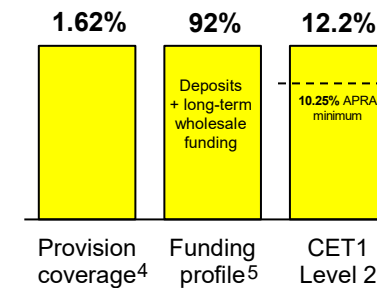 1.62%
92%
12.2%
Deposits
+ long-term
wholesale
funding
10.25% APRA
minimum
Provision
coverage4
Funding
profile5
CET1
Level 2